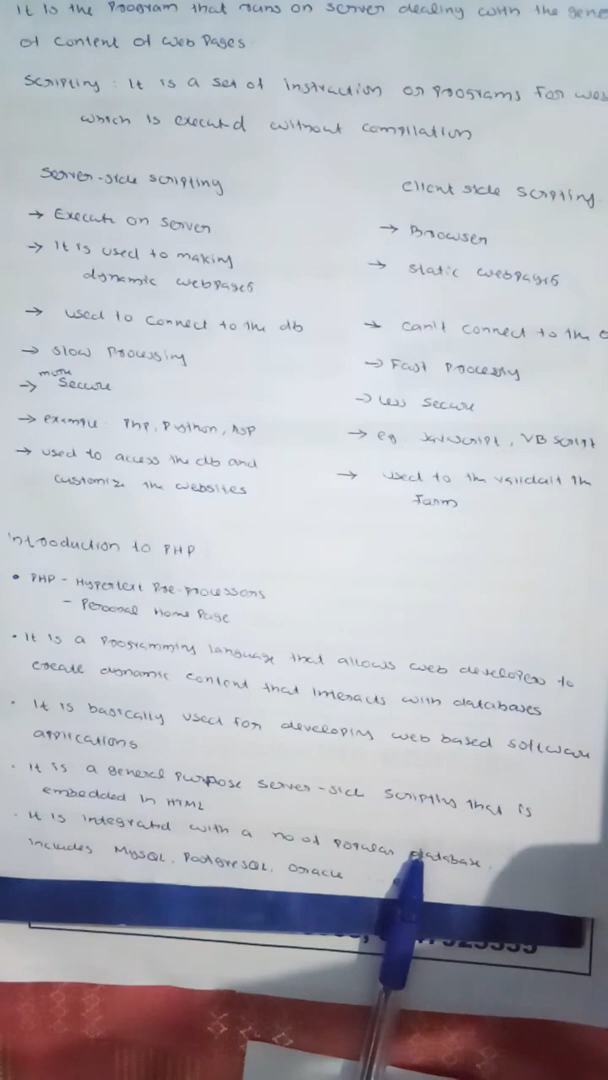 It is the program that runs on server dealing with the gene
of content of web pages
Scripting : It is a set of instruction or programs for web
which is executed without compilation
Server-side scripting
→ Execute on server
→ It is used to making
dynamic webpages
→ used to connect to the db
→ slow processing
→ more secure
→ example: Php, Python, ASP
→ used to access the db and
customize the websites
Client side scripting.
→ Browser
→ static webpages
→ can't connect to the
→ Fast Processing
→ less secure
→ eg Javascript, VB script
→ used to the validate the
Form
Introduction to PHP
• PHP - Hypertext Pre-processors
- Personal Home Page
• It is a Programming language that allows web developers to
create dynamic content that interacts with databases
• It is basically used for developing web based software
applications
• It is a general purpose server-side scripting that is
embedded in HTML
• It is integrated with a no of popular database.
includes MySQL, PostgreSQL, Oracle